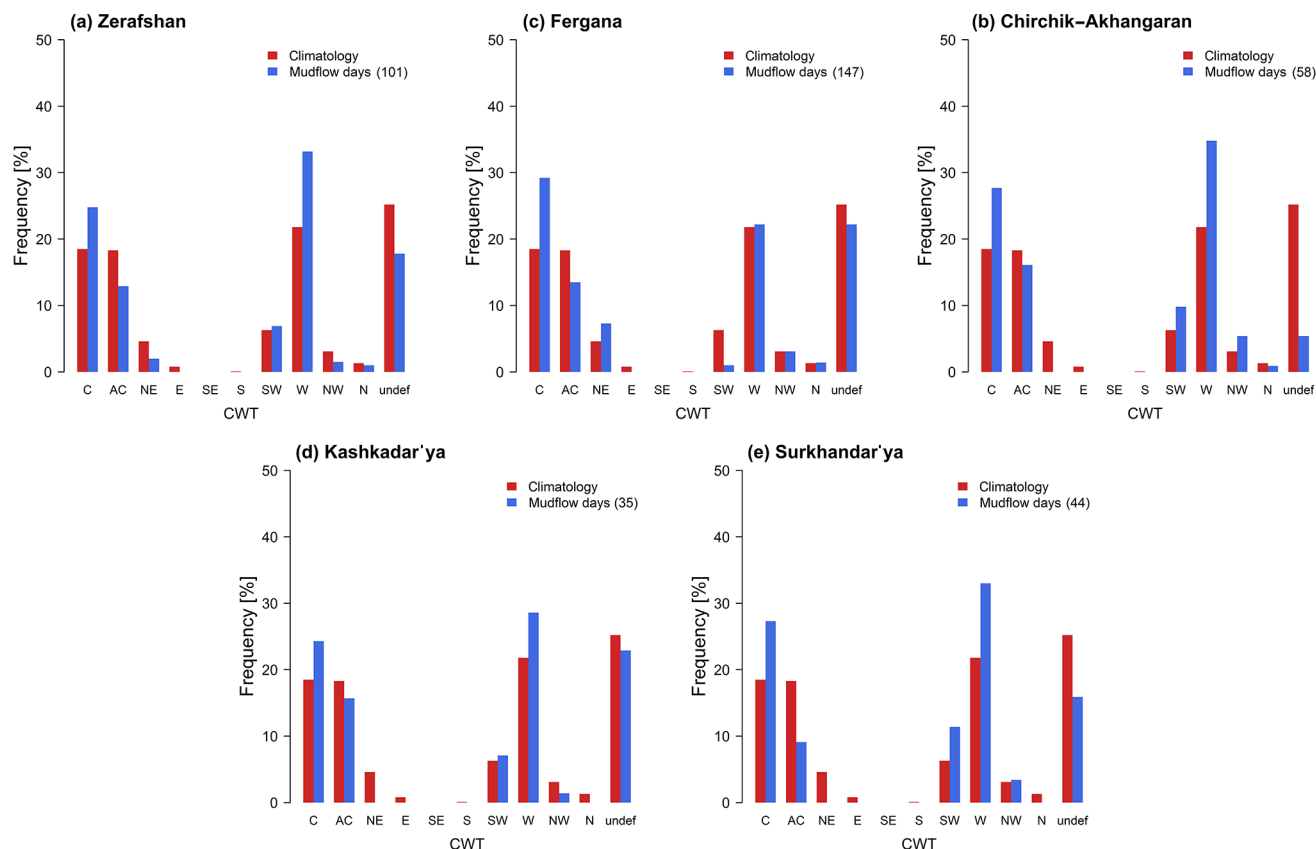 (a) Zerafshan
Climatology
Mudflow days (101)
Frequency [%]
50
40
30
20
10
0
C AC NE E SE S SW W NW N undef
CWT
(c) Fergana
Climatology
Mudflow days (147)
Frequency [%]
50
40
30
20
10
0
C AC NE E SE S SW W NW N undef
CWT
(b) Chirchik−Akhangaran
Climatology
Mudflow days (58)
Frequency [%]
50
40
30
20
10
0
C AC NE E SE S SW W NW N undef
CWT
(d) Kashkadar'ya
Climatology
Mudflow days (35)
Frequency [%]
50
40
30
20
10
0
C AC NE E SE S SW W NW N undef
CWT
(e) Surkhandar'ya
Climatology
Mudflow days (44)
Frequency [%]
50
40
30
20
10
0
C AC NE E SE S SW W NW N undef
CWT